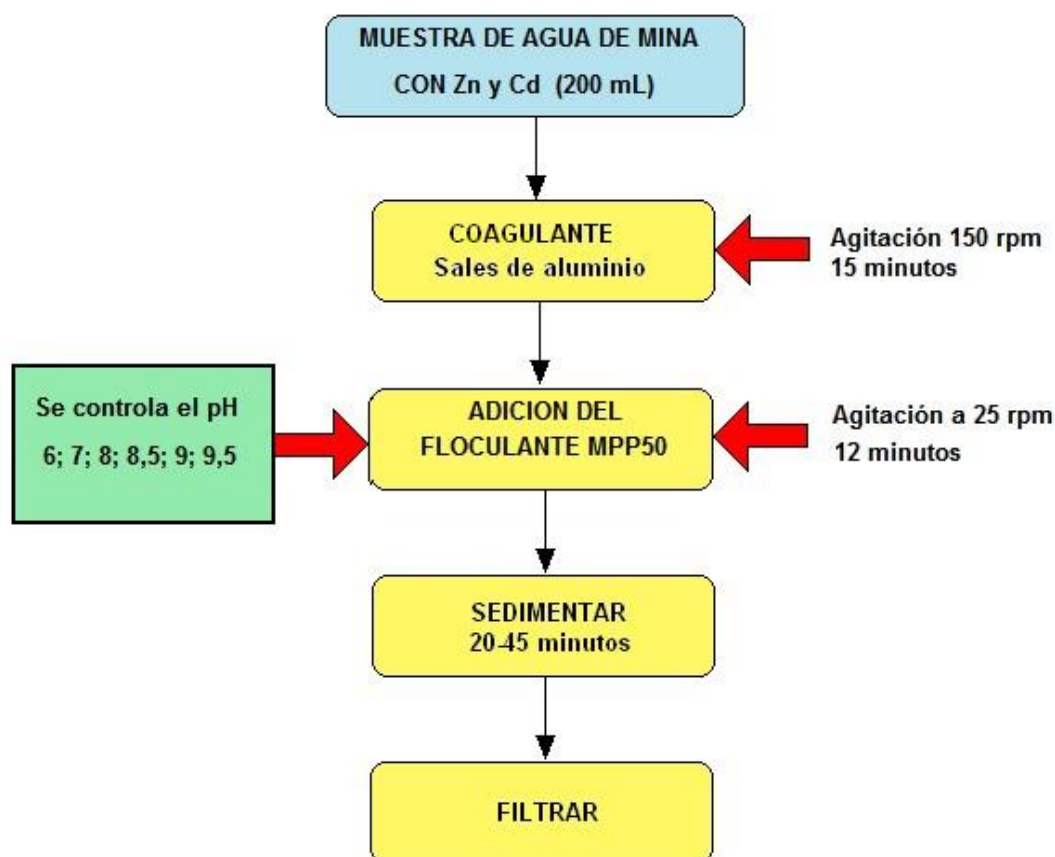 MUESTRA DE AGUA DE MINA
CON Zn y Cd (200 mL)
COAGULANTE
Sales de aluminio
Agitación 150 rpm
15 minutos
Se controla el pH
6; 7; 8; 8,5; 9; 9,5
ADICION DEL
FLOCULANTE MPP50
Agitación a 25 rpm
12 minutos
SEDIMENTAR
20-45 minutos
FILTRAR